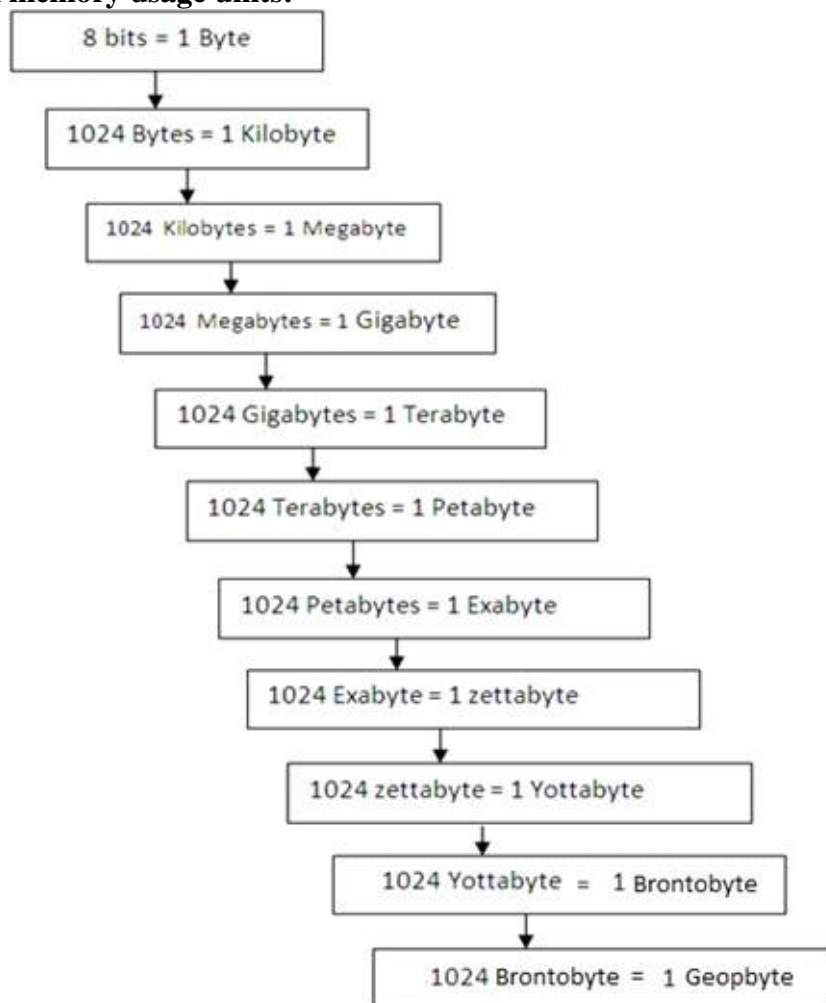 memory usage units.
8 bits = 1 Byte
1024 Bytes = 1 Kilobyte
1024 Kilobytes = 1 Megabyte
1024 Megabytes = 1 Gigabyte
1024 Gigabytes = 1 Terabyte
1024 Terabytes = 1 Petabyte
1024 Petabytes = 1 Exabyte
1024 Exabyte = 1 zettabyte
1024 zettabyte = 1 Yottabyte
1024 Yottabyte = 1 Brontobyte
1024 Brontobyte = 1 Geopbyte